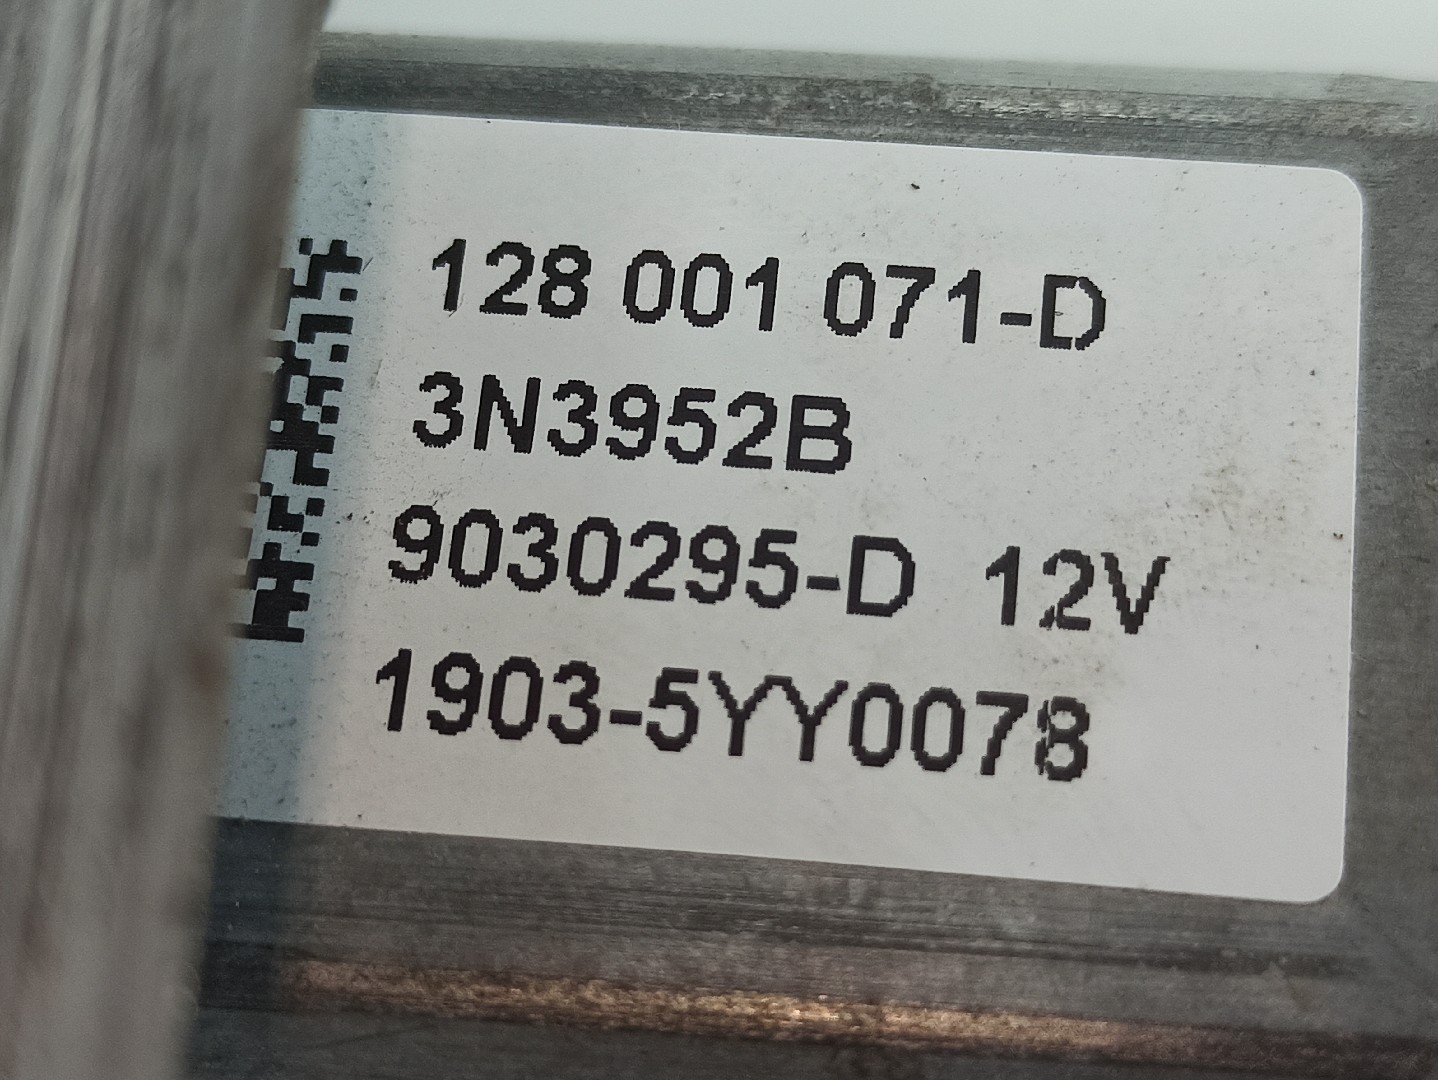 128 001 071-D
3N3952B
9030295-D 12V
1903-5YY0078